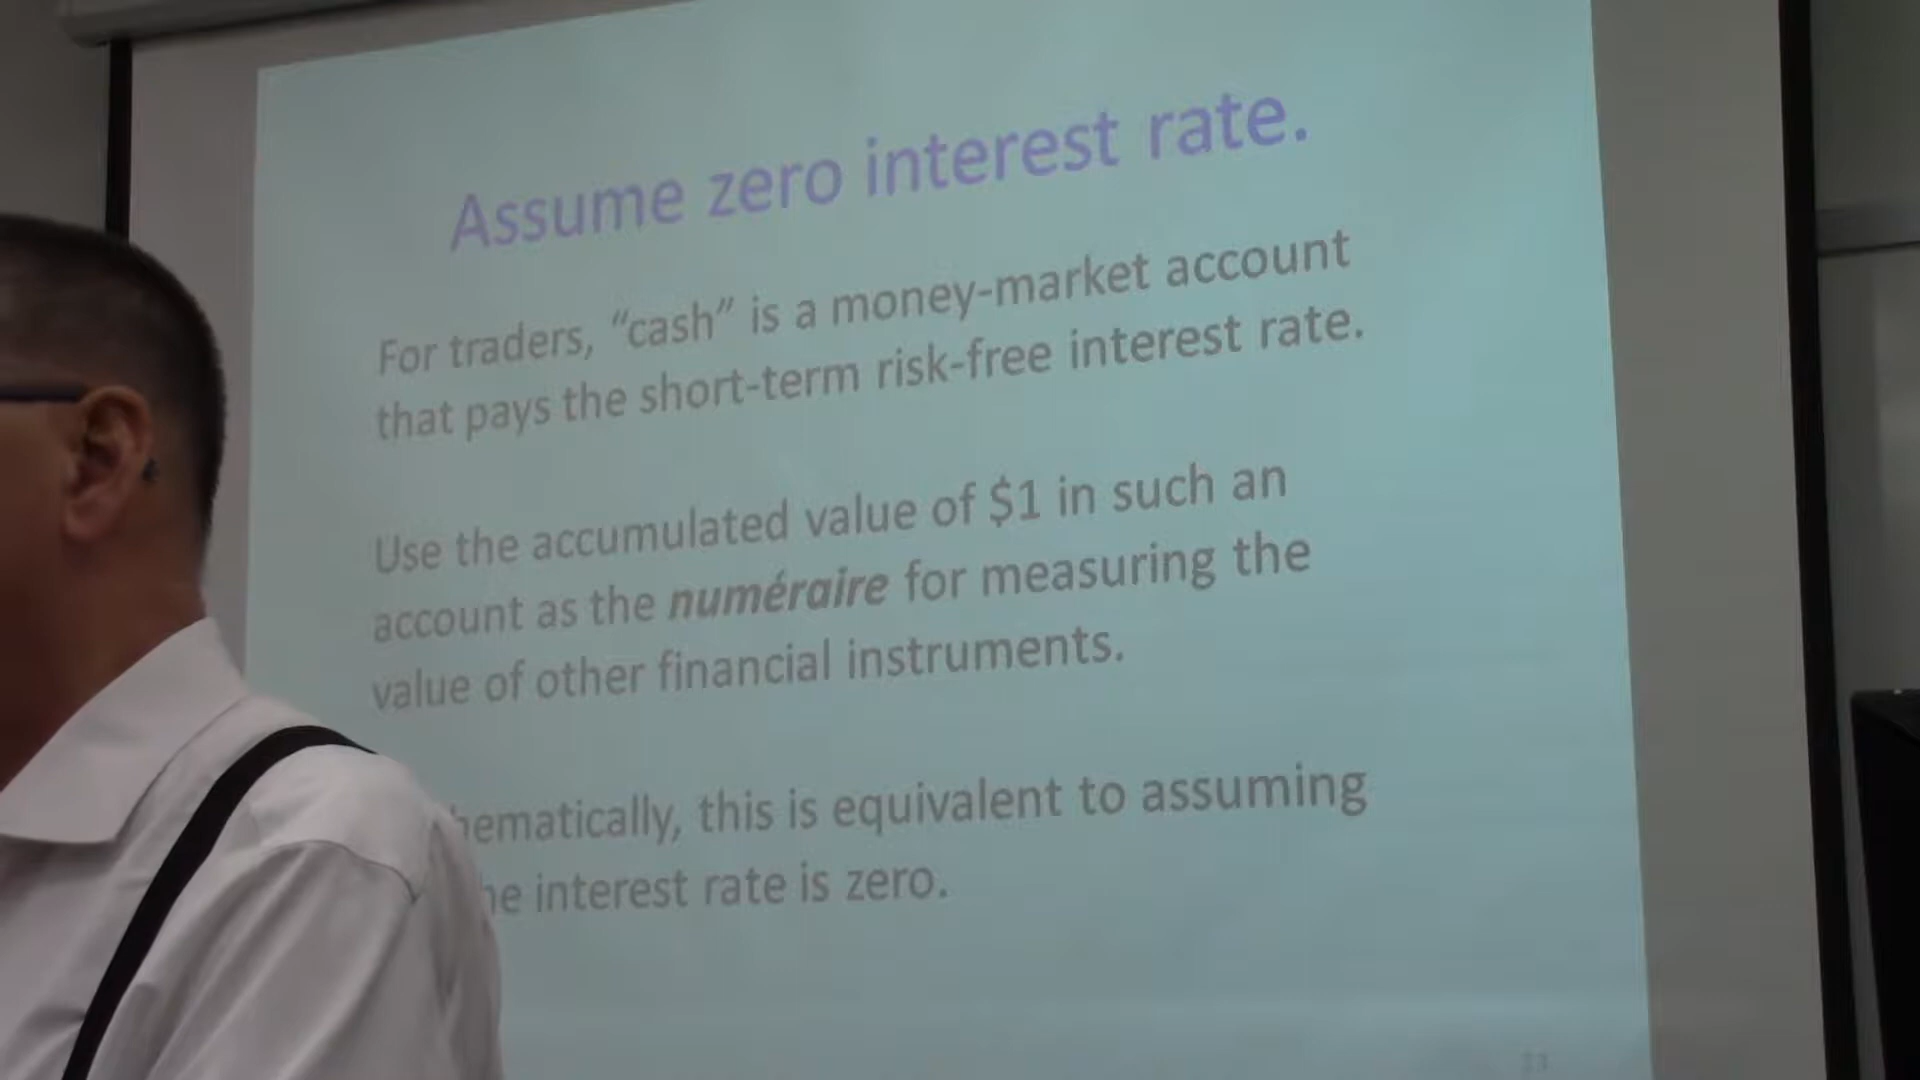 Assume zero interest rate.
For traders, “cash” is a money-market account
that pays the short-term risk-free interest rate.
Use the accumulated value of $1 in such an
account as the numéraire for measuring the
value of other financial instruments.
this is equivalent to assuming
interest rate is zero.